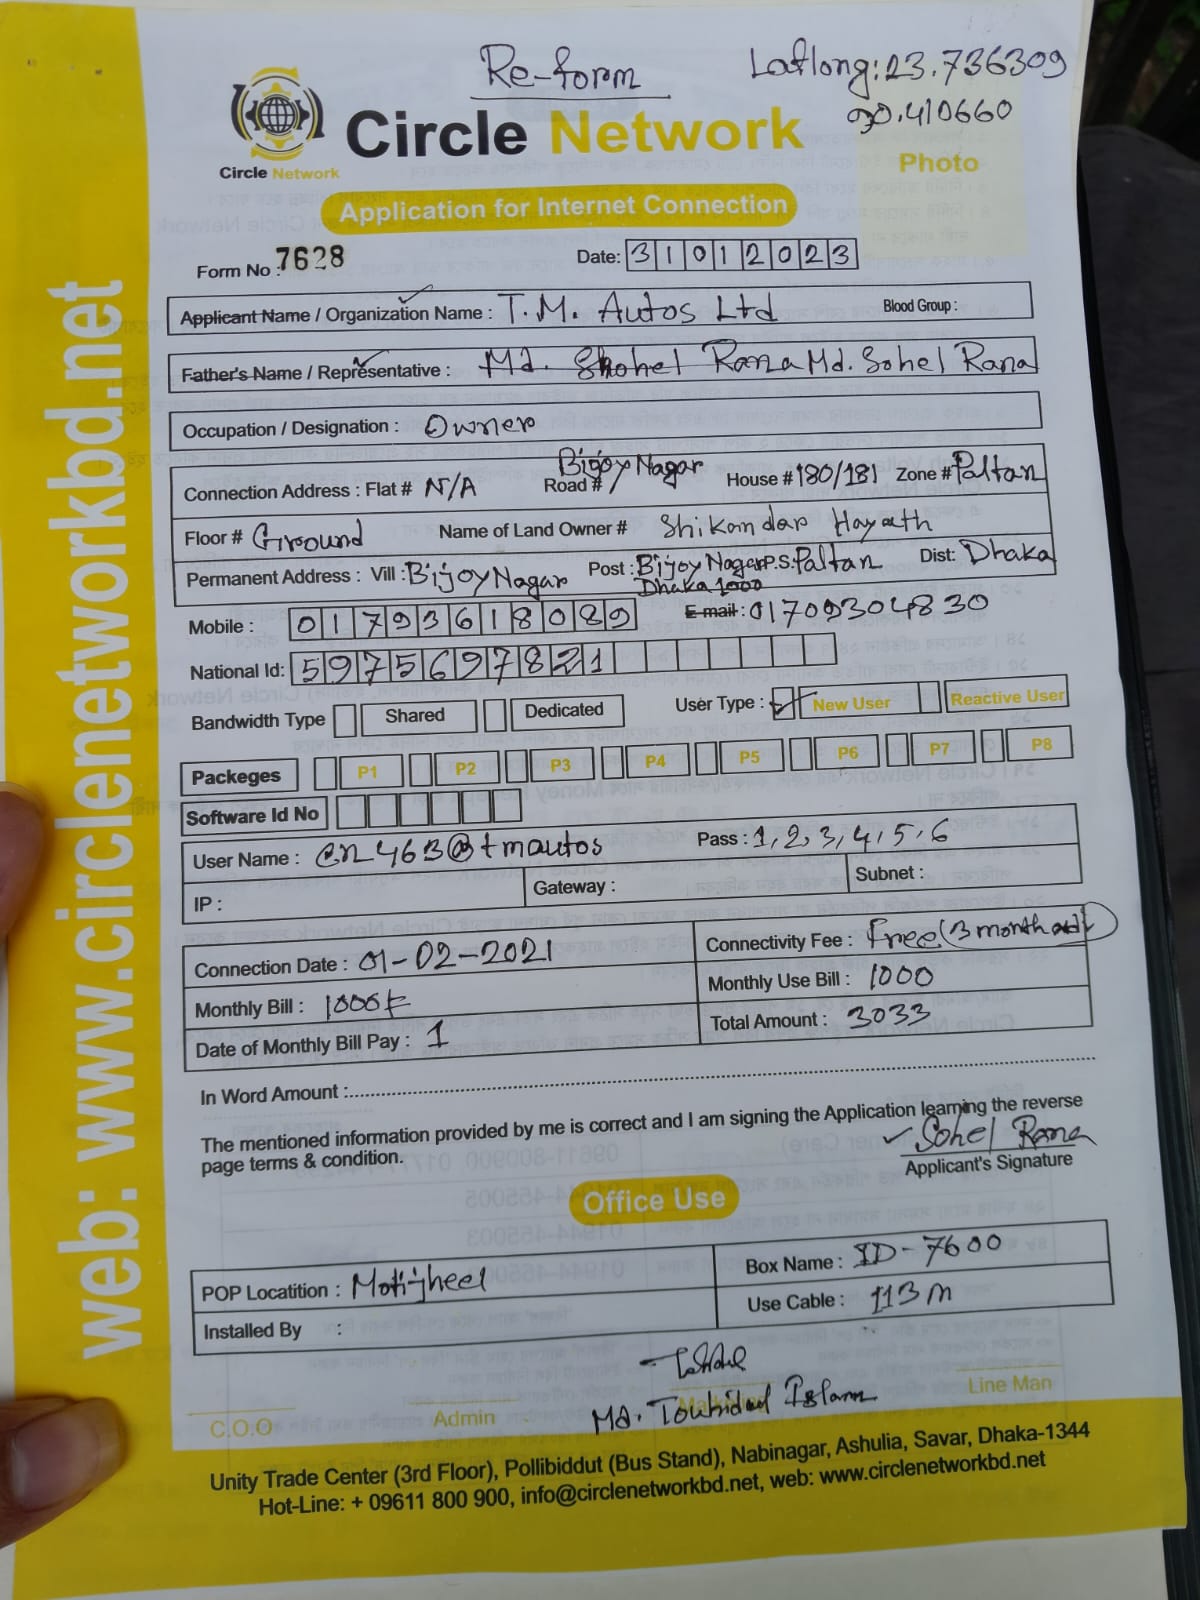 Re-form
Latlong: 23.736309
90.410660
Circle Network
Circle Network
Photo
Application for Internet Connection
Form No : 7628
Date: 31012023
Applicant Name / Organization Name : T.M. Autos Ltd Blood Group :
Father's Name / Representative : Md. Shohel Rana Md. Sohel Rana
Occupation / Designation : Owner
Connection Address : Flat # N/A Road # Bijoy Nagar House # 180/181 Zone # Paltan
Floor # Ground Name of Land Owner # Shikandar Hayath
Permanent Address : Vill : Bijoy Nagar Post : Bijoy Nagar P.S: Paltan Dist: Dhaka
Dhaka 1000
Mobile : 01793618089 E-mail : 01709304830
National Id: 5975697821
Bandwidth Type Shared Dedicated User Type : New User Reactive User
Packeges P1 P2 P3 P4 P5 P6 P7 P8
Software Id No
User Name : cn463@tmautos Pass : 1,2,3,4,5,6
IP : Gateway : Subnet :
Connection Date : 01-02-2021 Connectivity Fee : Free (3 month
Monthly Bill : 1000 Monthly Use Bill : 1000
Date of Monthly Bill Pay : 1 Total Amount : 3033
In Word Amount :
The mentioned information provided by me is correct and I am signing the Application learning the reverse
page terms & condition.
Sohel Rana
Applicant's Signature
Office Use
POP Locatition : Motijheel Box Name : ID-7600
Installed By : Use Cable : 113m
Md. Touhidul Islam
C.O.O Admin Line Man
Unity Trade Center (3rd Floor), Pollibiddut (Bus Stand), Nabinagar, Ashulia, Savar, Dhaka-1344
Hot-Line: + 09611 800 900, info@circlenetworkbd.net, web: www.circlenetworkbd.net
web: www.circlenetworkbd.net